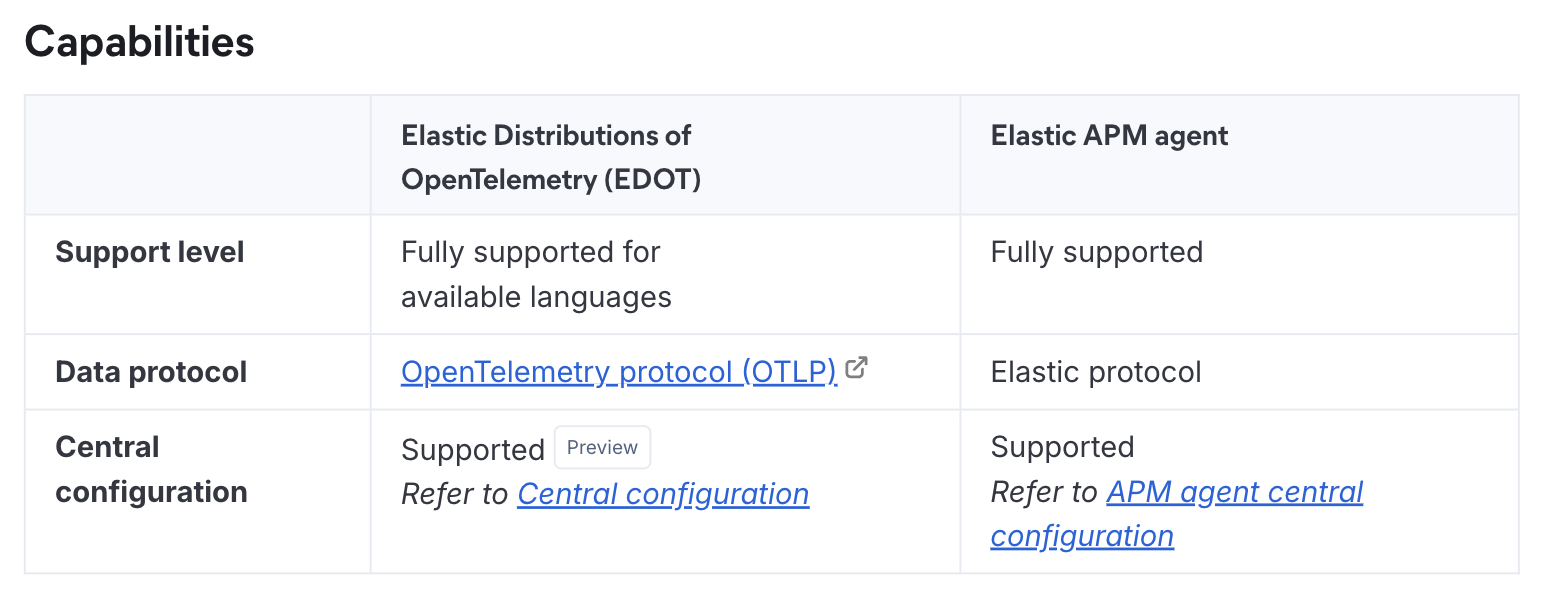 Capabilities
Elastic Distributions of
OpenTelemetry (EDOT)
Elastic APM agent
Support level
Fully supported for
available languages
Fully supported
Data protocol
OpenTelemetry protocol (OTLP)
Elastic protocol
Central
configuration
Supported Preview
Refer to Central configuration
Supported
Refer to APM agent central
configuration